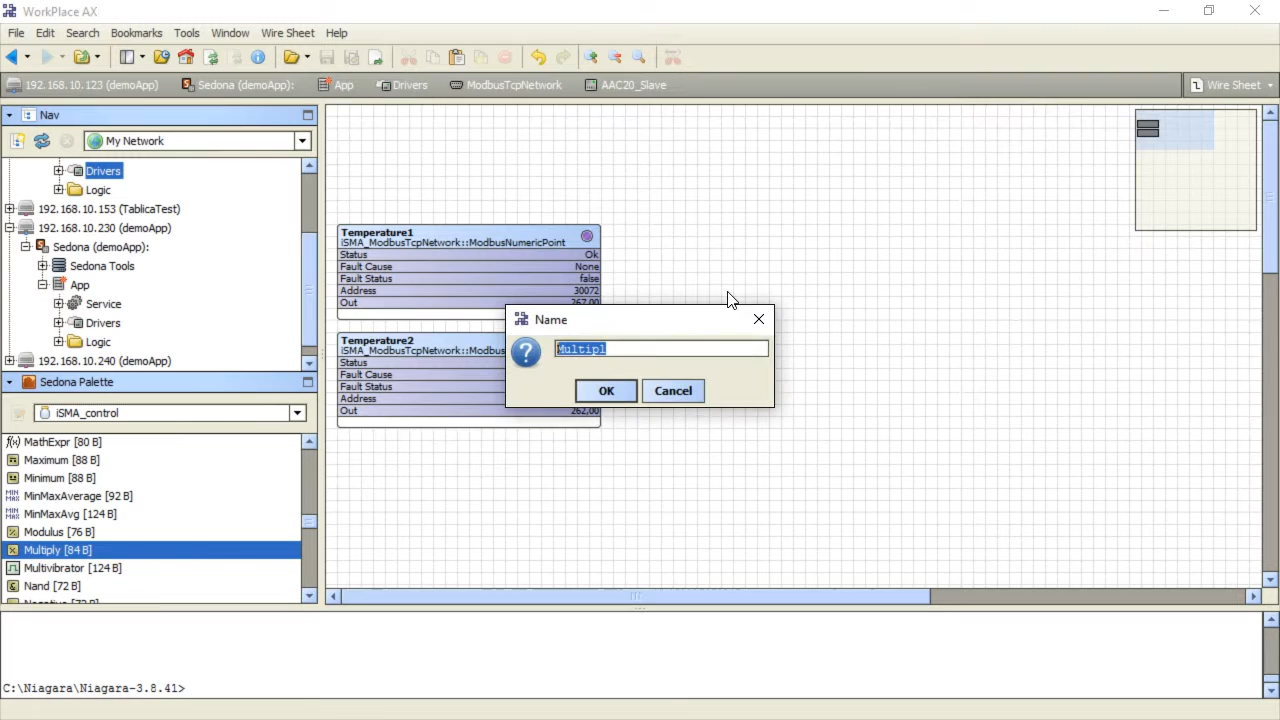 WorkPlace AX
File Edit Search Bookmarks Tools Window Wire Sheet Help
192.168.10.123 (demoApp) Sedona (demoApp): App Drivers ModbusTcpNetwork AAC20_Slave Wire Sheet
Nav
My Network
Drivers
Logic
192.168.10.153 (TablicaTest)
192.168.10.230 (demoApp)
Sedona (demoApp):
Sedona Tools
App
Service
Drivers
Logic
192.168.10.240 (demoApp)
Sedona Palette
iSMA_control
MathExpr [80 B]
Maximum [88 B]
Minimum [88 B]
MinMaxAverage [92 B]
MinMaxAvg [124 B]
Modulus [76 B]
Multiply [84 B]
Multivibrator [124 B]
Nand [72 B]
Temperature1
iSMA_ModbusTcpNetwork::ModbusNumericPoint
Status Ok
Fault Cause None
Fault Status false
Address 30072
Out 267,00
Temperature2
iSMA_ModbusTcpNetwork::Modbus
Status
Fault Cause
Fault Status
Address
Out 262,00
Name
Multipl
OK Cancel
C:\Niagara\Niagara-3.8.41>